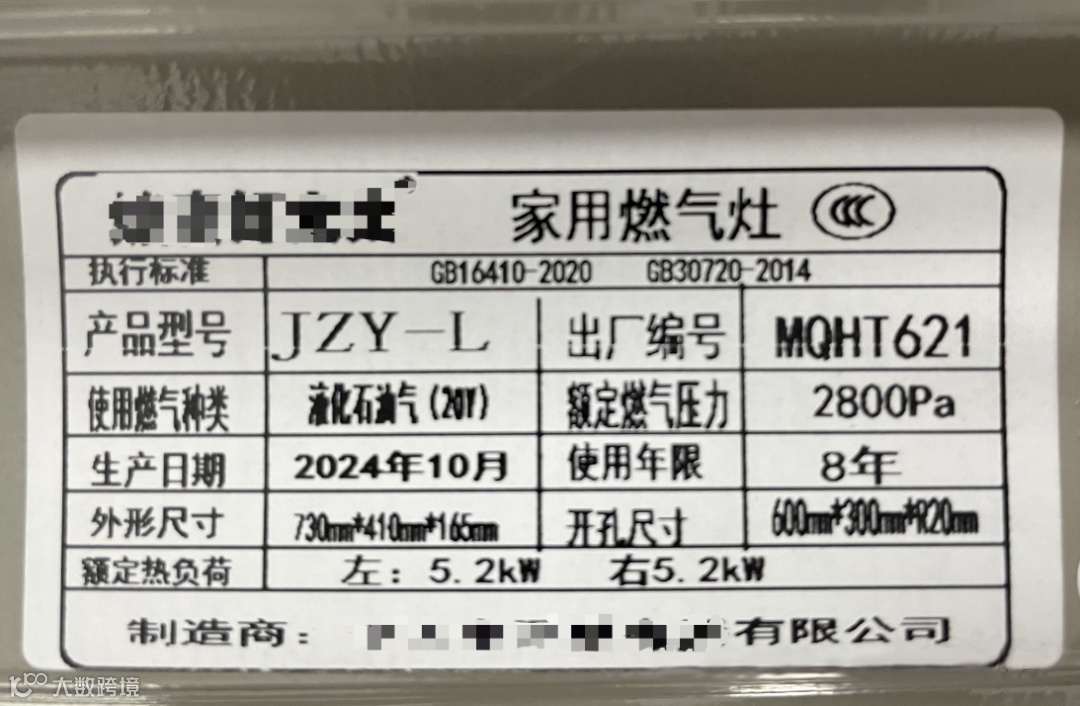 家用燃气灶 CCC
执行标准 GB16410-2020 GB30720-2014
产品型号 JZY-L 出厂编号 MQHT621
使用燃气种类 液化石油气(20Y) 额定燃气压力 2800Pa
生产日期 2024年10月 使用年限 8年
外形尺寸 730mm*410mm*165mm 开孔尺寸 600mm*300mm*R20mm
额定热负荷 左：5.2kW 右5.2kW
制造商： 有限公司
大数跨境